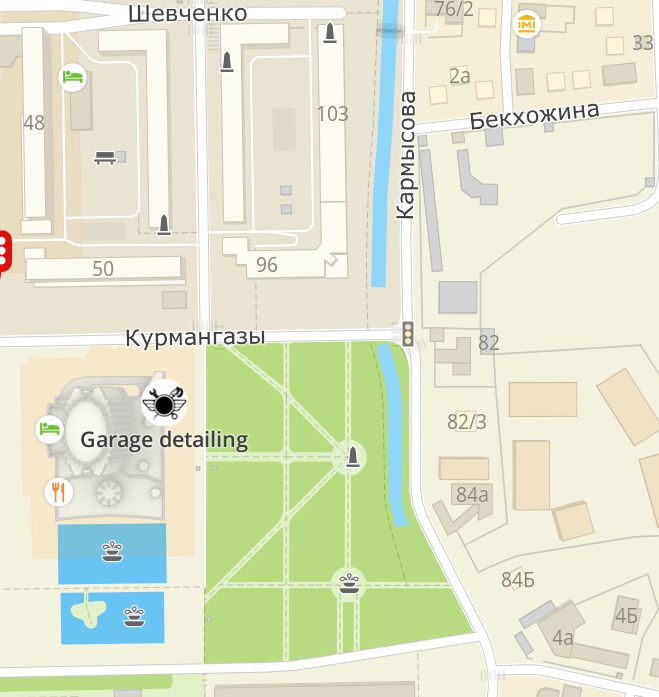 Шевченко
76/2
33
2а
48
103
Бекхожина
Кармысова
50
96
Курмангазы
82
82/3
Garage detailing
84а
84Б
4Б
4а